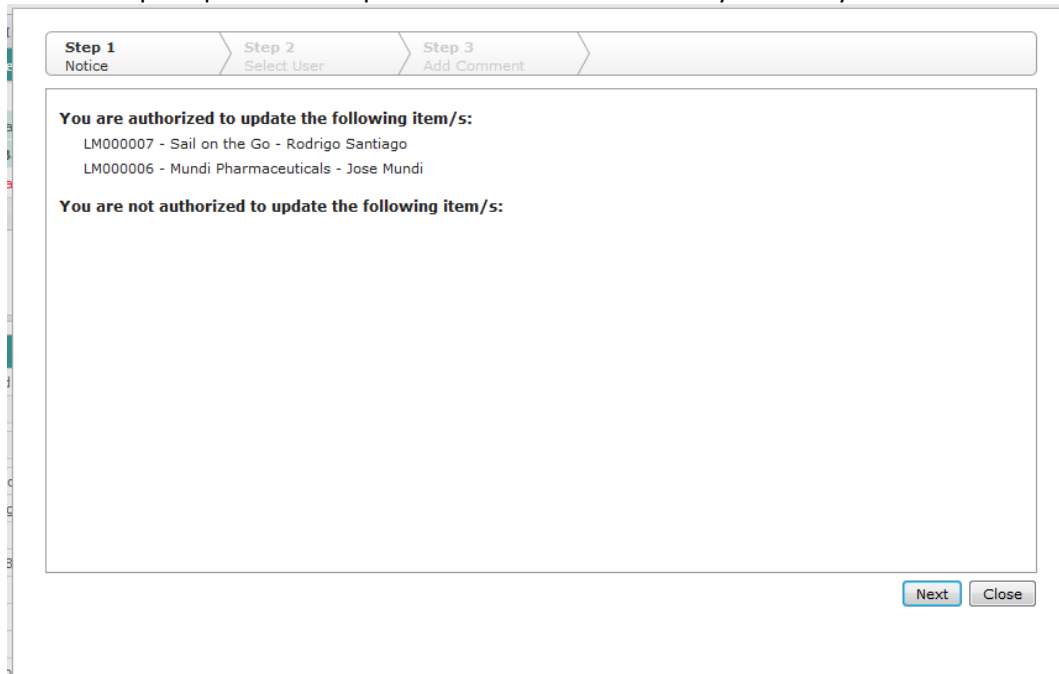 Step 1 Step 2 Step 3
Notice Select User Add Comment
You are authorized to update the following item/s:
LM000007 - Sail on the Go - Rodrigo Santiago
LM000006 - Mundi Pharmaceuticals - Jose Mundi
You are not authorized to update the following item/s:
Next Close